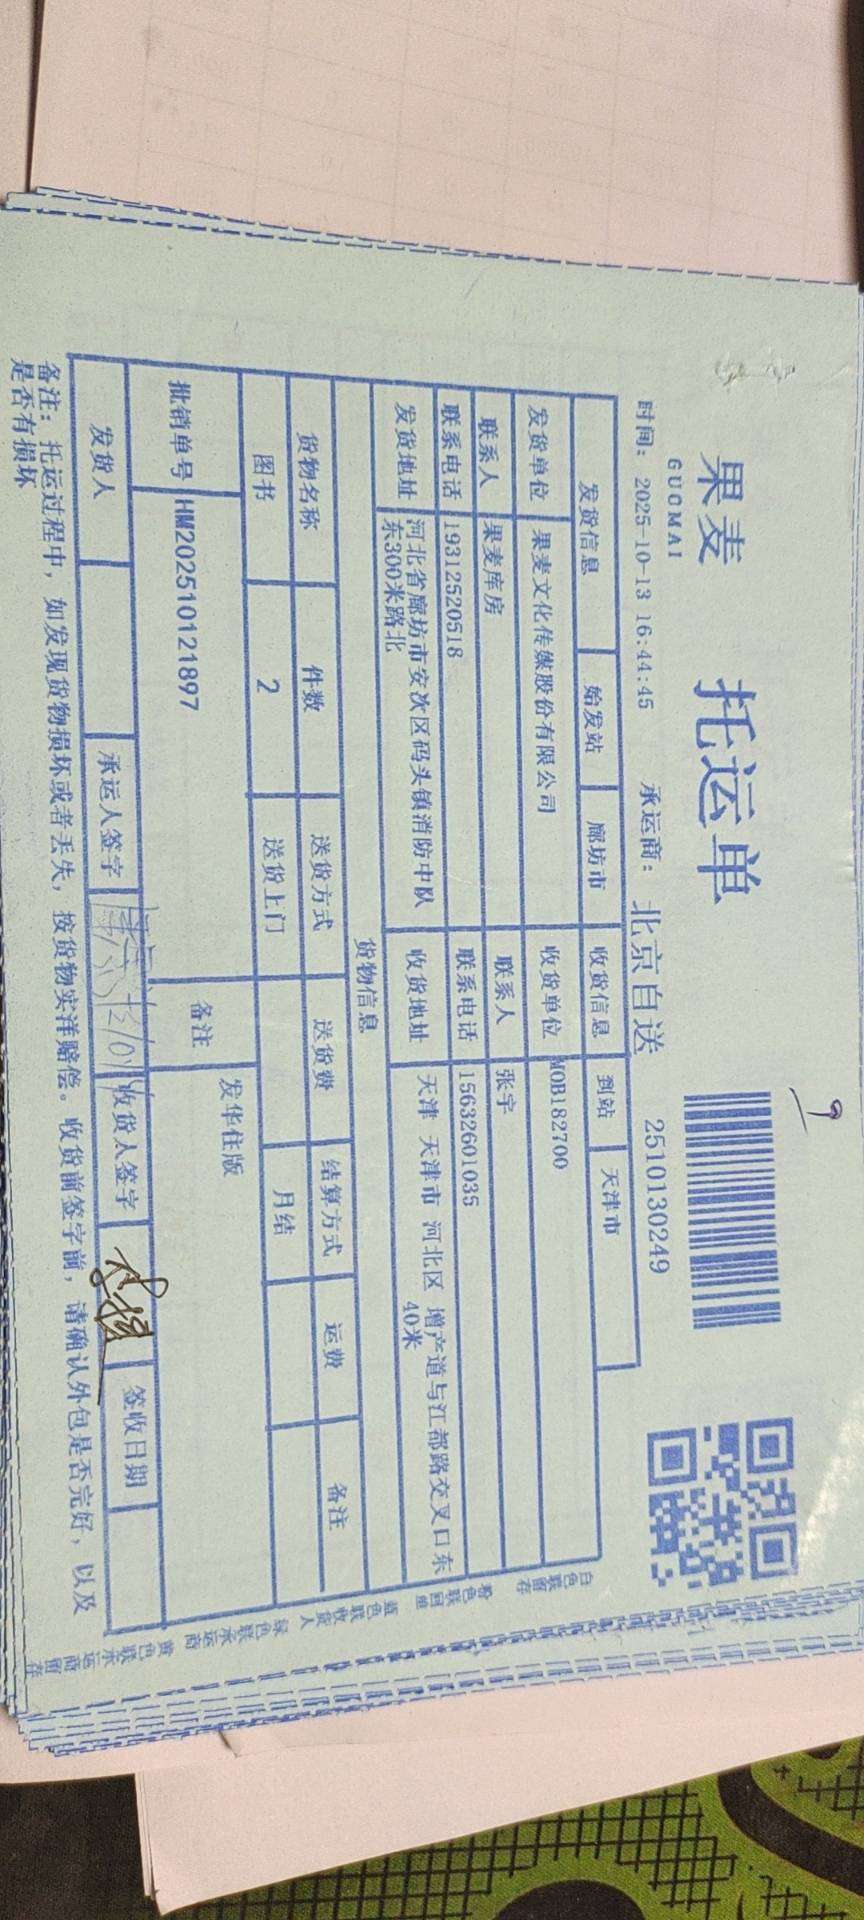 果麦
GUOMAI
托运单
9
时间: 2025-10-13 16:44:45 承运商: 北京自送 2510130249
发货信息 始发站 廊坊市 收货信息 到站 天津市
发货单位 果麦文化传媒股份有限公司 收货单位 MOB182700
联系人 果麦库房 联系人 张宇
联系电话 19312520518 联系电话 15632601035
发货地址 河北省廊坊市安次区码头镇消防中队 收货地址 天津 天津市 河北区 增产道与江都路交叉口东
东300米路北 40米
货物信息
货物名称 件数 送货方式 送货费 结算方式 运费 备注
图书 2 送货上门 月结
批销单号 HM202510121897 备注 发华住版
发货人 承运人签字 收货人签字 签收日期
备注: 托运过程中, 如发现货物损坏或者丢失, 按货物实洋赔偿。收货前签字前, 请确认外包是否完好, 以及
是否有损坏
白色联留存
粉色联回单
蓝色联收货人
绿色联承运商
黄色联承运商留存